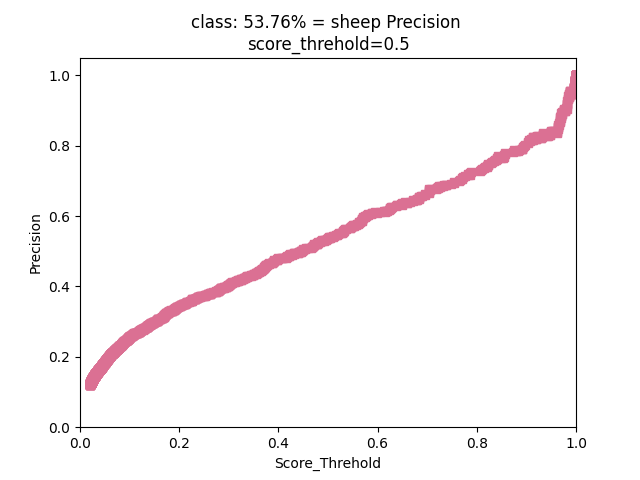 class: 53.76% = sheep Precision
score_threhold=0.5
1.0
0.8
0.6
0.4
0.2
0.0
Precision
0.0 0.2 0.4 0.6 0.8 1.0
Score_Threhold